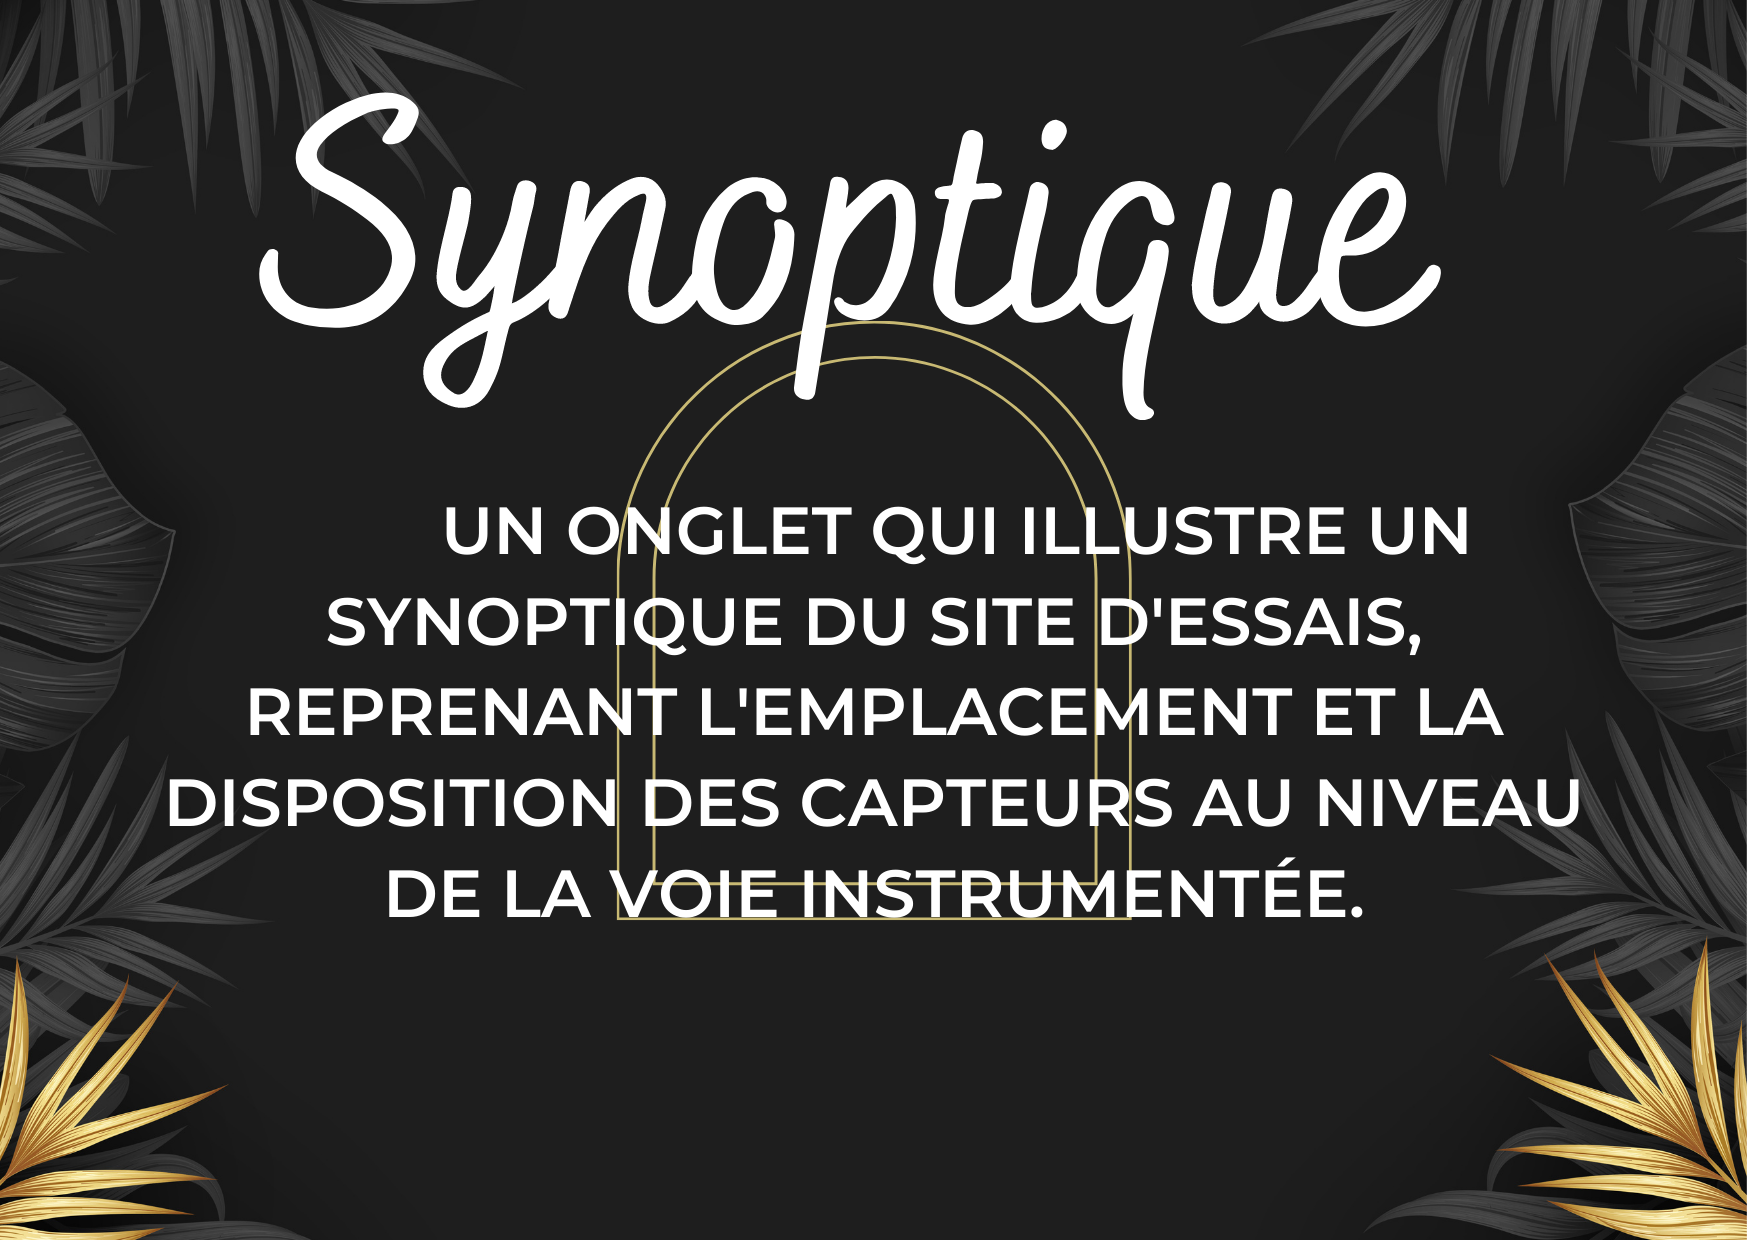 Synoptique
UN ONGLET QUI ILLUSTRE UN
SYNOPTIQUE DU SITE D'ESSAIS,
REPRENANT L'EMPLACEMENT ET LA
DISPOSITION DES CAPTEURS AU NIVEAU
DE LA VOIE INSTRUMENTÉE.